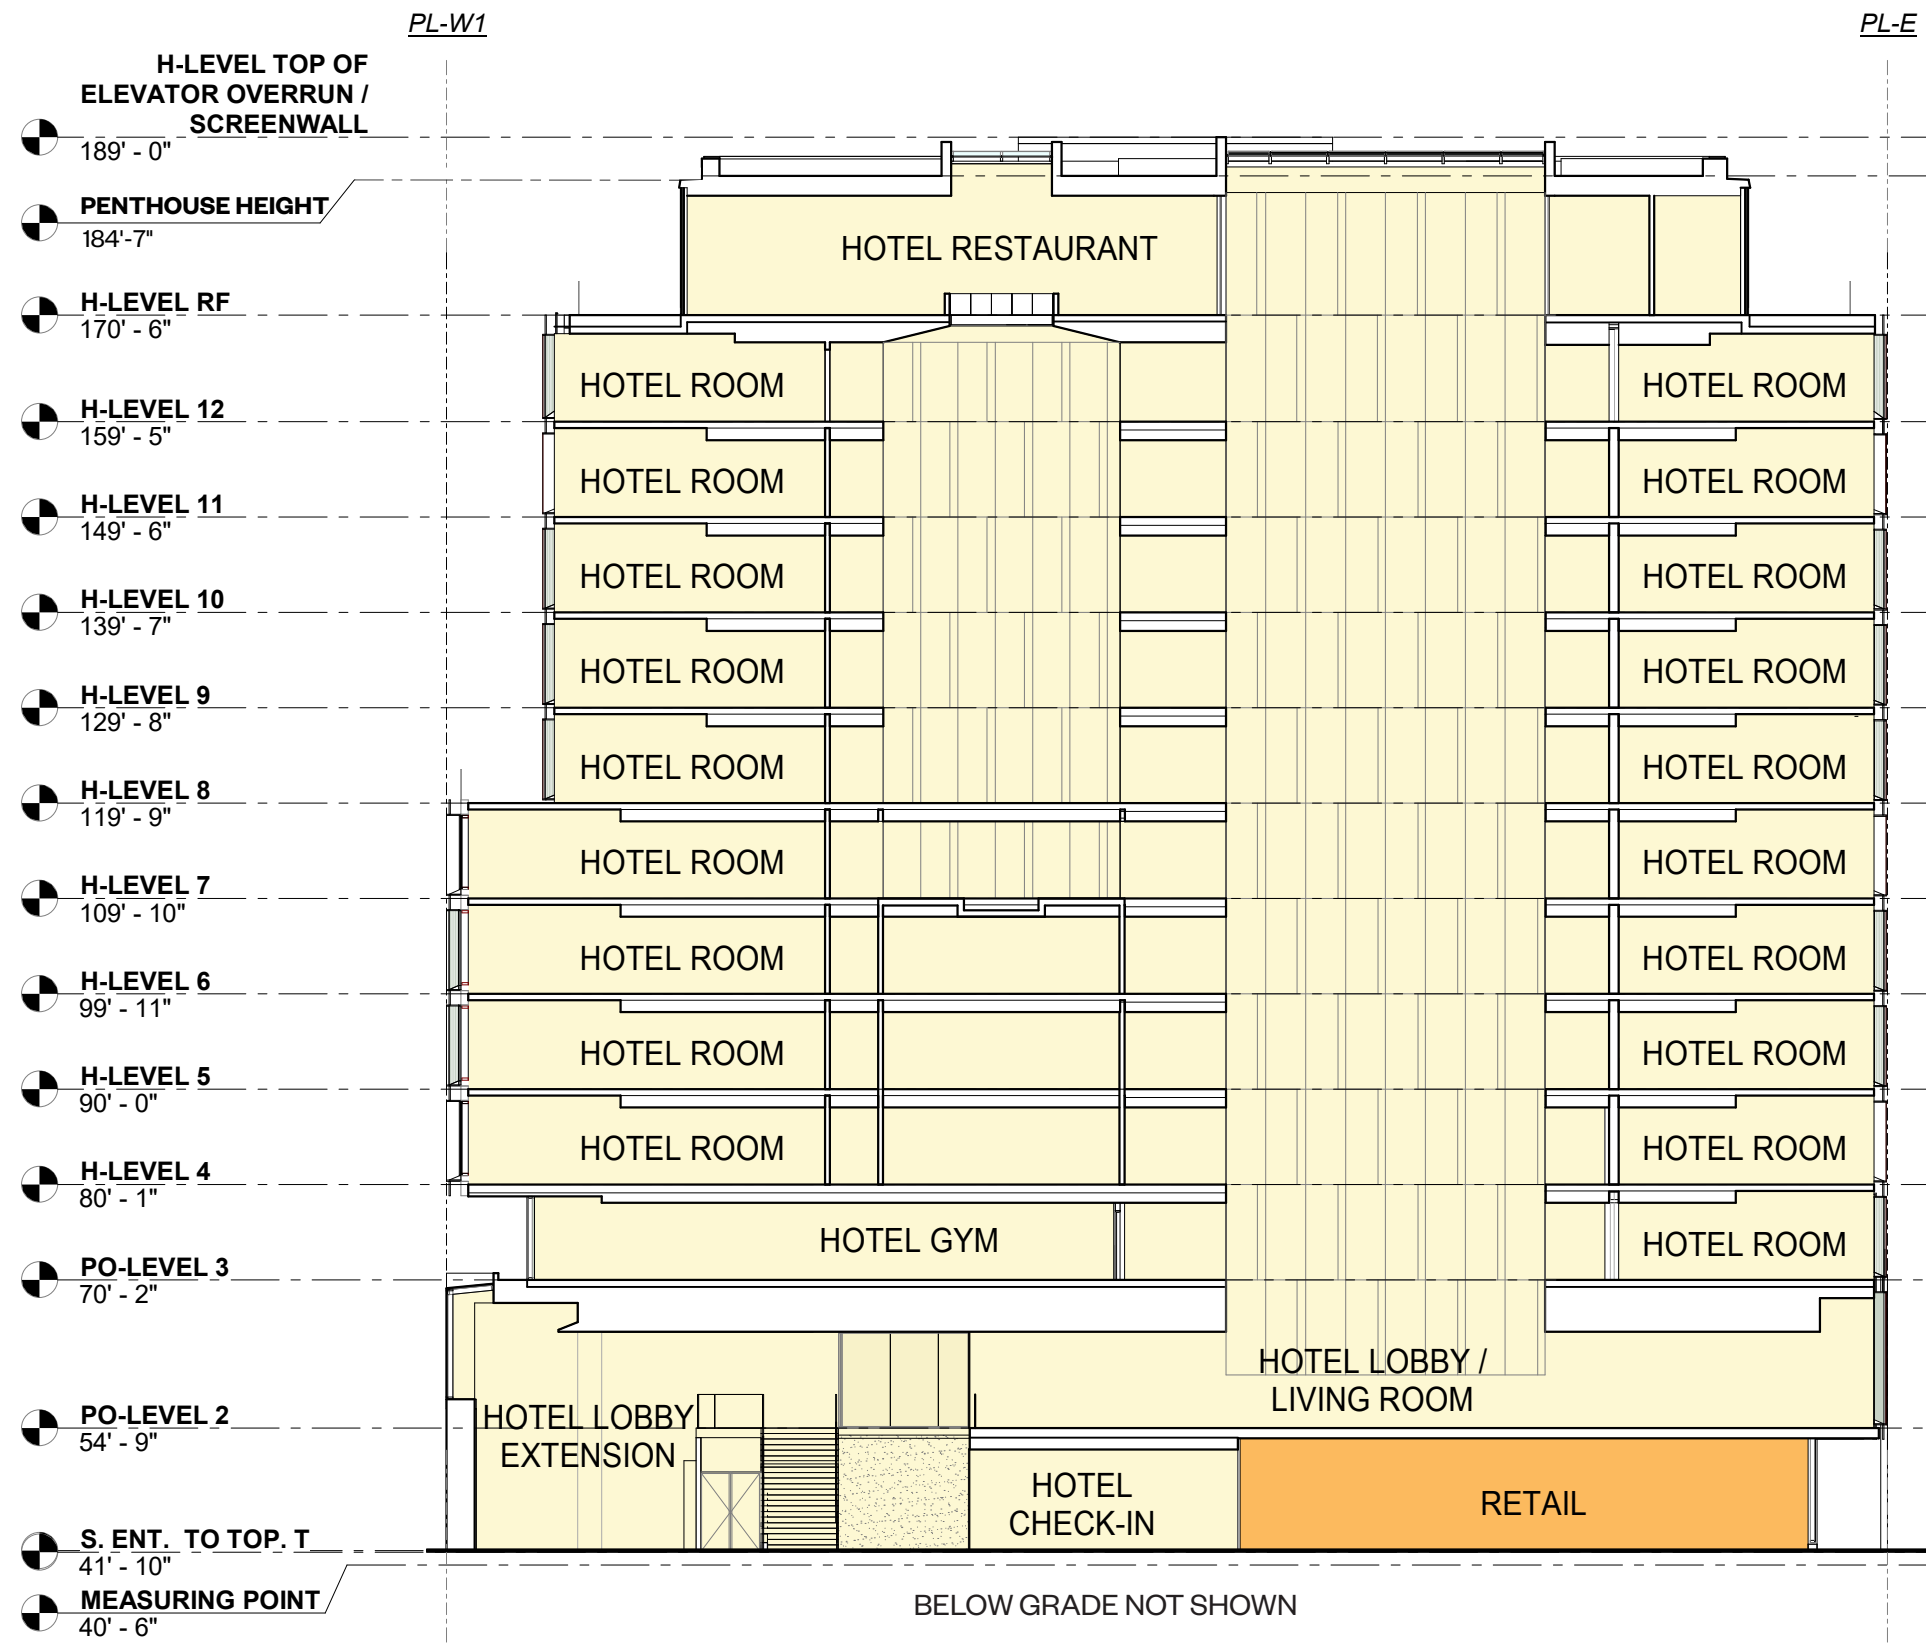 PL-W1
PL-E
H-LEVEL TOP OF
ELEVATOR OVERRUN /
SCREENWALL
189' - 0"
PENTHOUSE HEIGHT
184'-7"
HOTEL RESTAURANT
H-LEVEL RF
170' - 6"
HOTEL ROOM
HOTEL ROOM
H-LEVEL 12
159' - 5"
HOTEL ROOM
HOTEL ROOM
H-LEVEL 11
149' - 6"
HOTEL ROOM
HOTEL ROOM
H-LEVEL 10
139' - 7"
HOTEL ROOM
HOTEL ROOM
H-LEVEL 9
129' - 8"
HOTEL ROOM
HOTEL ROOM
H-LEVEL 8
119' - 9"
HOTEL ROOM
HOTEL ROOM
H-LEVEL 7
109' - 10"
HOTEL ROOM
HOTEL ROOM
H-LEVEL 6
99' - 11"
HOTEL ROOM
HOTEL ROOM
H-LEVEL 5
90' - 0"
HOTEL ROOM
HOTEL ROOM
H-LEVEL 4
80' - 1"
HOTEL GYM
HOTEL ROOM
PO-LEVEL 3
70' - 2"
HOTEL LOBBY /
LIVING ROOM
PO-LEVEL 2
54' - 9"
HOTEL LOBBY
EXTENSION
HOTEL
CHECK-IN
RETAIL
S. ENT. TO TOP. T
41' - 10"
MEASURING POINT
40' - 6"
BELOW GRADE NOT SHOWN